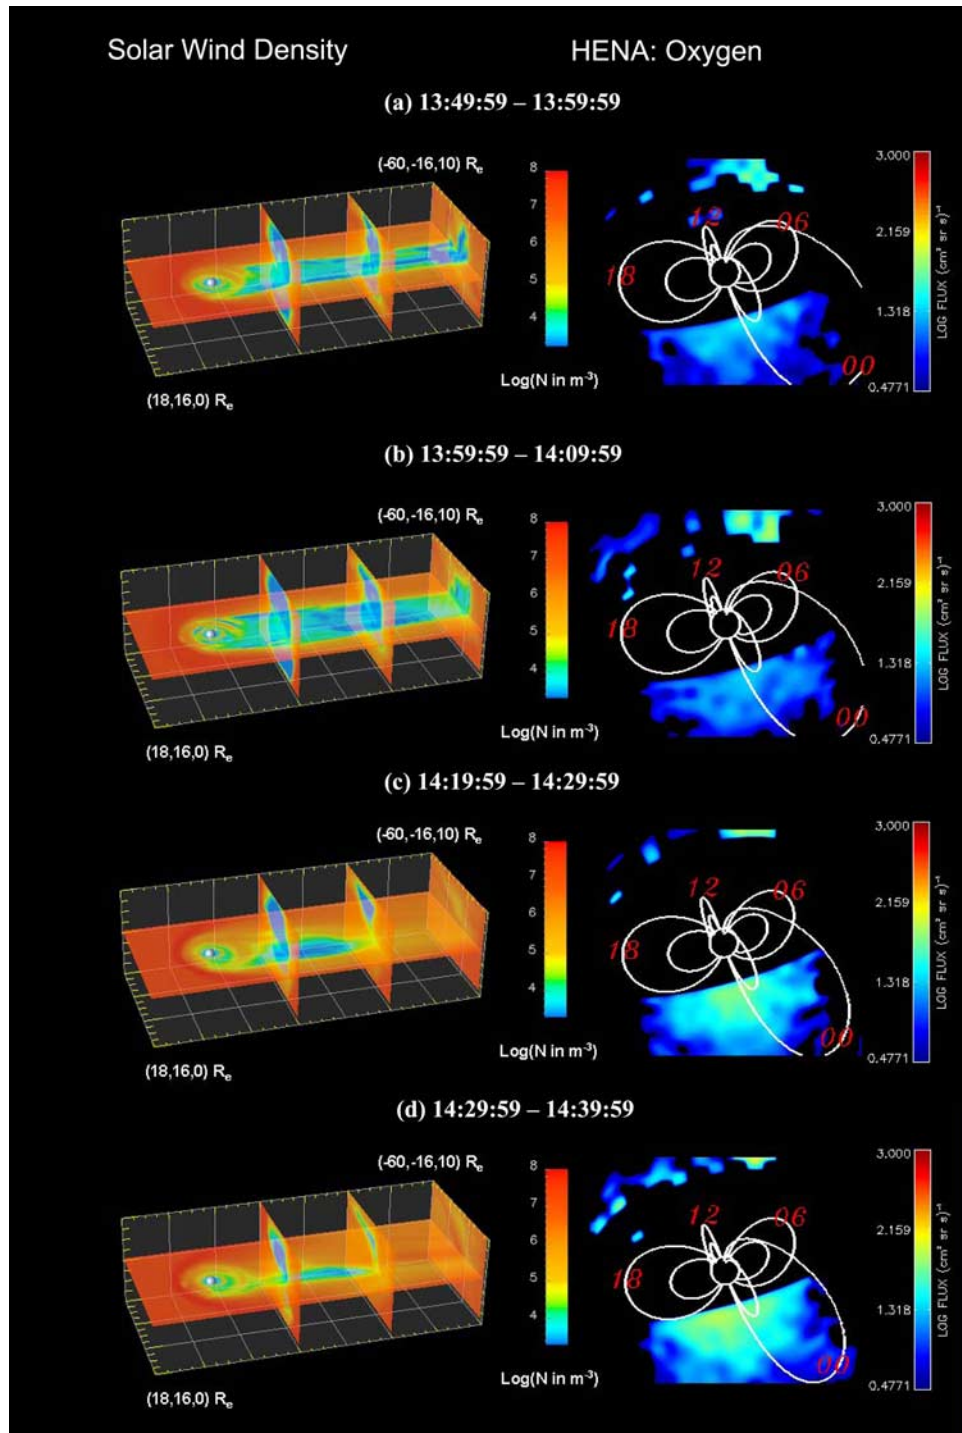 Solar Wind Density HENA: Oxygen
(a) 13:49:59 – 13:59:59
(-60,-16,10) Re
8
7
6
5
4
Log(N in m-3)
(18,16,0) Re
12
06
18
00
3.000
2.159
1.318
0.4771
LOG FLUX (cm² sr s)⁻¹
(b) 13:59:59 – 14:09:59
(-60,-16,10) Re
8
7
6
5
4
Log(N in m-3)
(18,16,0) Re
12
06
18
00
3.000
2.159
1.318
0.4771
LOG FLUX (cm² sr s)⁻¹
(c) 14:19:59 – 14:29:59
(-60,-16,10) Re
8
7
6
5
4
Log(N in m-3)
(18,16,0) Re
12
06
18
00
3.000
2.159
1.318
0.4771
LOG FLUX (cm² sr s)⁻¹
(d) 14:29:59 – 14:39:59
(-60,-16,10) Re
8
7
6
5
4
Log(N in m-3)
(18,16,0) Re
12
06
18
00
3.000
2.159
1.318
0.4771
LOG FLUX (cm² sr s)⁻¹